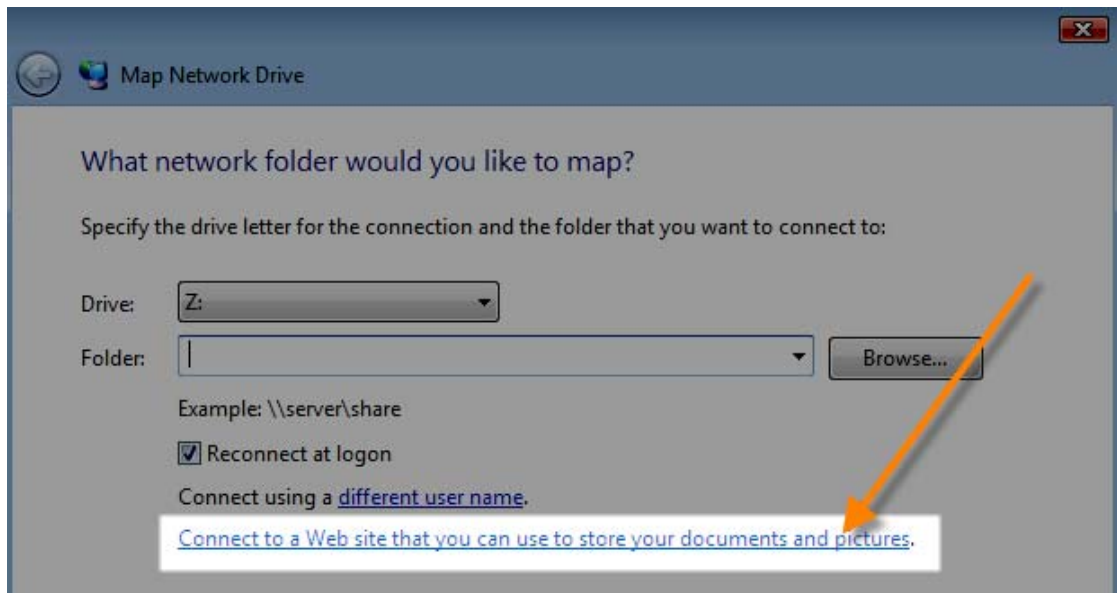 Map Network Drive
What network folder would you like to map?
Specify the drive letter for the connection and the folder that you want to connect to:
Drive: Z:
Folder: Browse...
Example: \\server\share
Reconnect at logon
Connect using a different user name.
Connect to a Web site that you can use to store your documents and pictures.